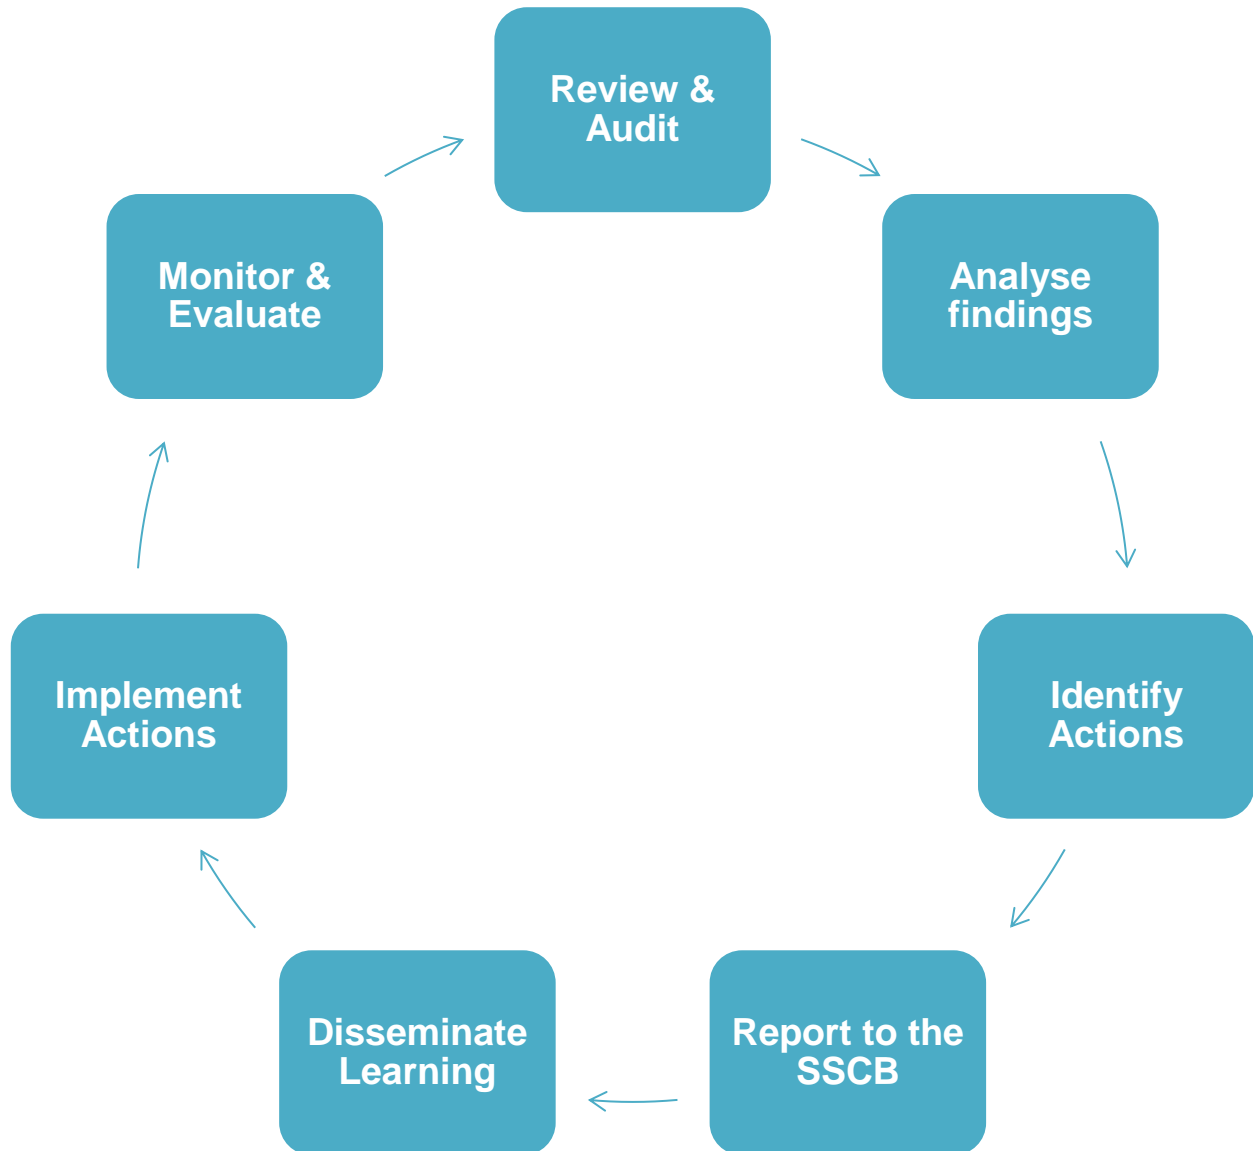 Review &
Audit
Analyse
findings
Identify
Actions
Report to the
SSCB
Disseminate
Learning
Implement
Actions
Monitor &
Evaluate